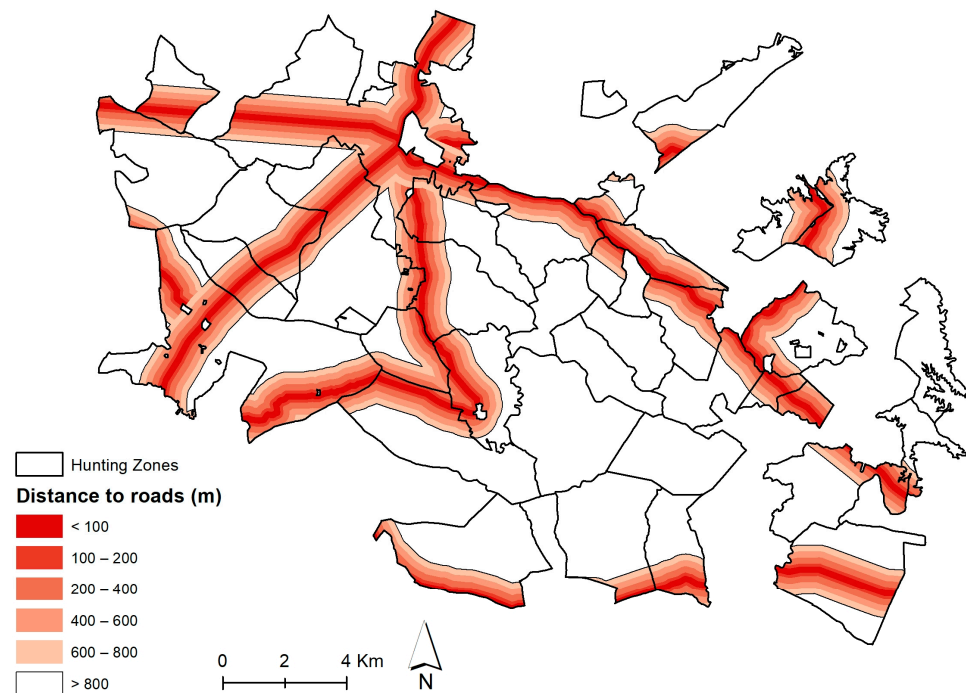 Hunting Zones
Distance to roads (m)
< 100
100 – 200
200 – 400
400 – 600
600 – 800
> 800
0 2 4 Km
N